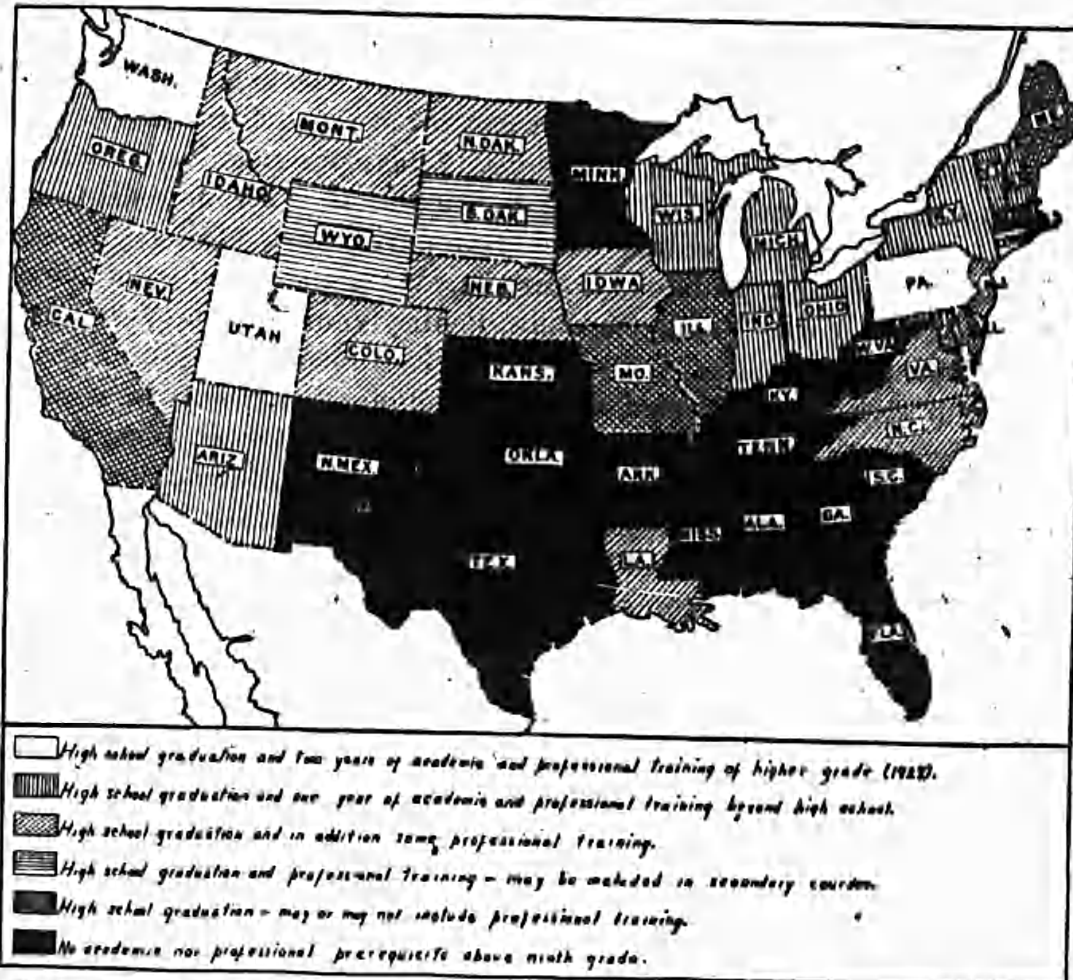 WASH.
MONT.
N.DAK.
MINN.
ME.
OREG.
IDAHO
S.DAK.
WIS.
MICH.
N.Y.
WYO.
NEV.
NEB.
IOWA
PA.
N.J.
CAL.
UTAH
COLO.
ILL.
IND.
OHIO
W.VA.
VA.
KANS.
MO.
KY.
ARIZ.
N.MEX.
OKLA.
ARK.
TENN.
N.C.
S.C.
TEX.
LA.
MISS.
ALA.
GA.
FLA.
High school graduation and two years of academic and professional training of higher grade (1928).
High school graduation and one year of academic and professional training beyond high school.
High school graduation and in addition some professional training.
High school graduation and professional training - may be included in secondary courses.
High school graduation - may or may not include professional training.
No academic nor professional prerequisite above ninth grade.